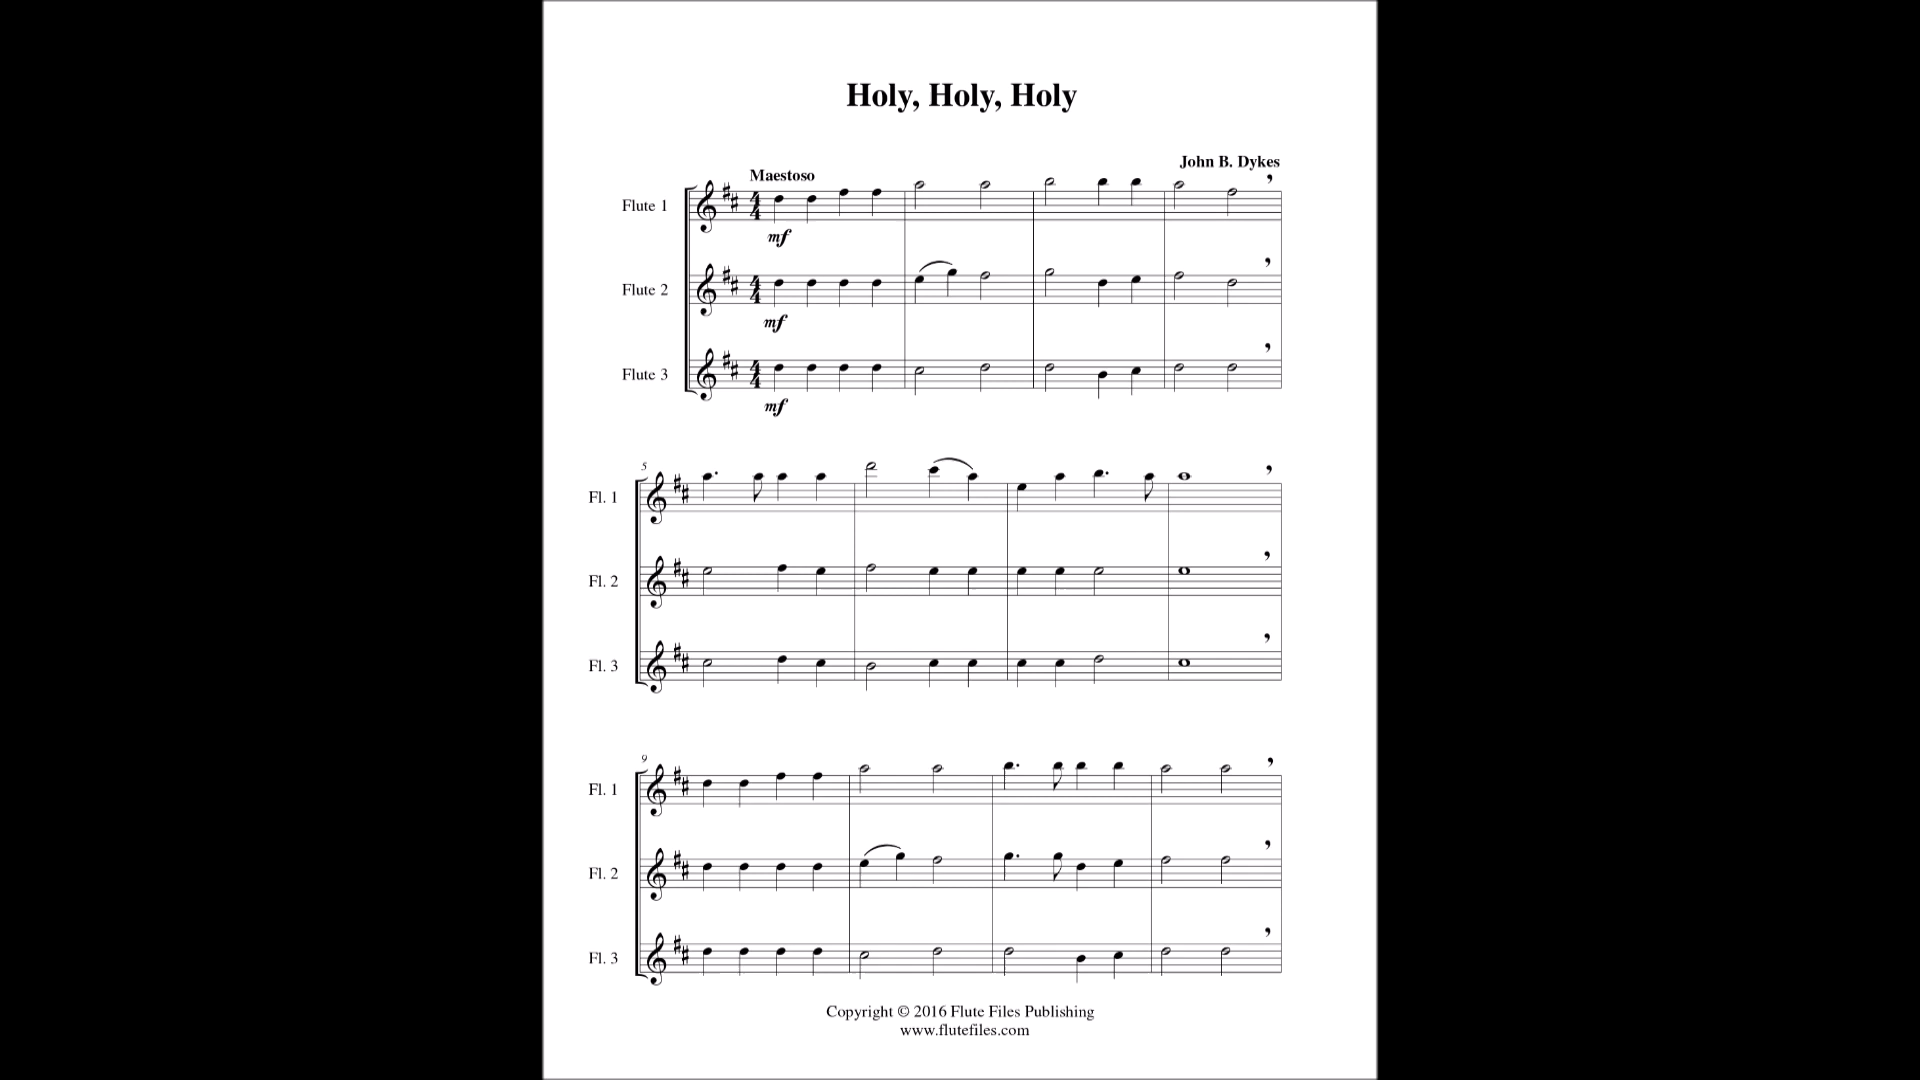 Holy, Holy, Holy
John B. Dykes
Maestoso
Flute 1
mf
Flute 2
mf
Flute 3
mf
5
Fl. 1
Fl. 2
Fl. 3
9
Fl. 1
Fl. 2
Fl. 3
Copyright © 2016 Flute Files Publishing
www.flutefiles.com